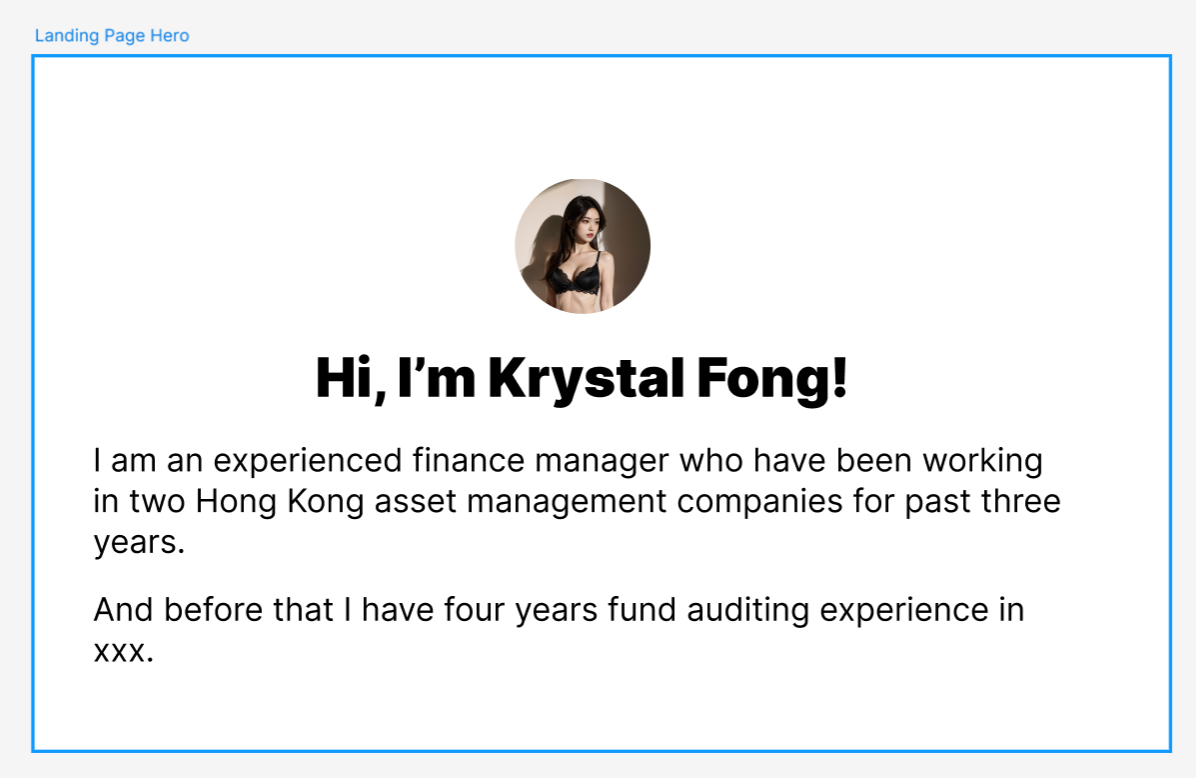 Landing Page Hero
Hi, I’m Krystal Fong!
I am an experienced finance manager who have been working
in two Hong Kong asset management companies for past three
years.
And before that I have four years fund auditing experience in
xxx.